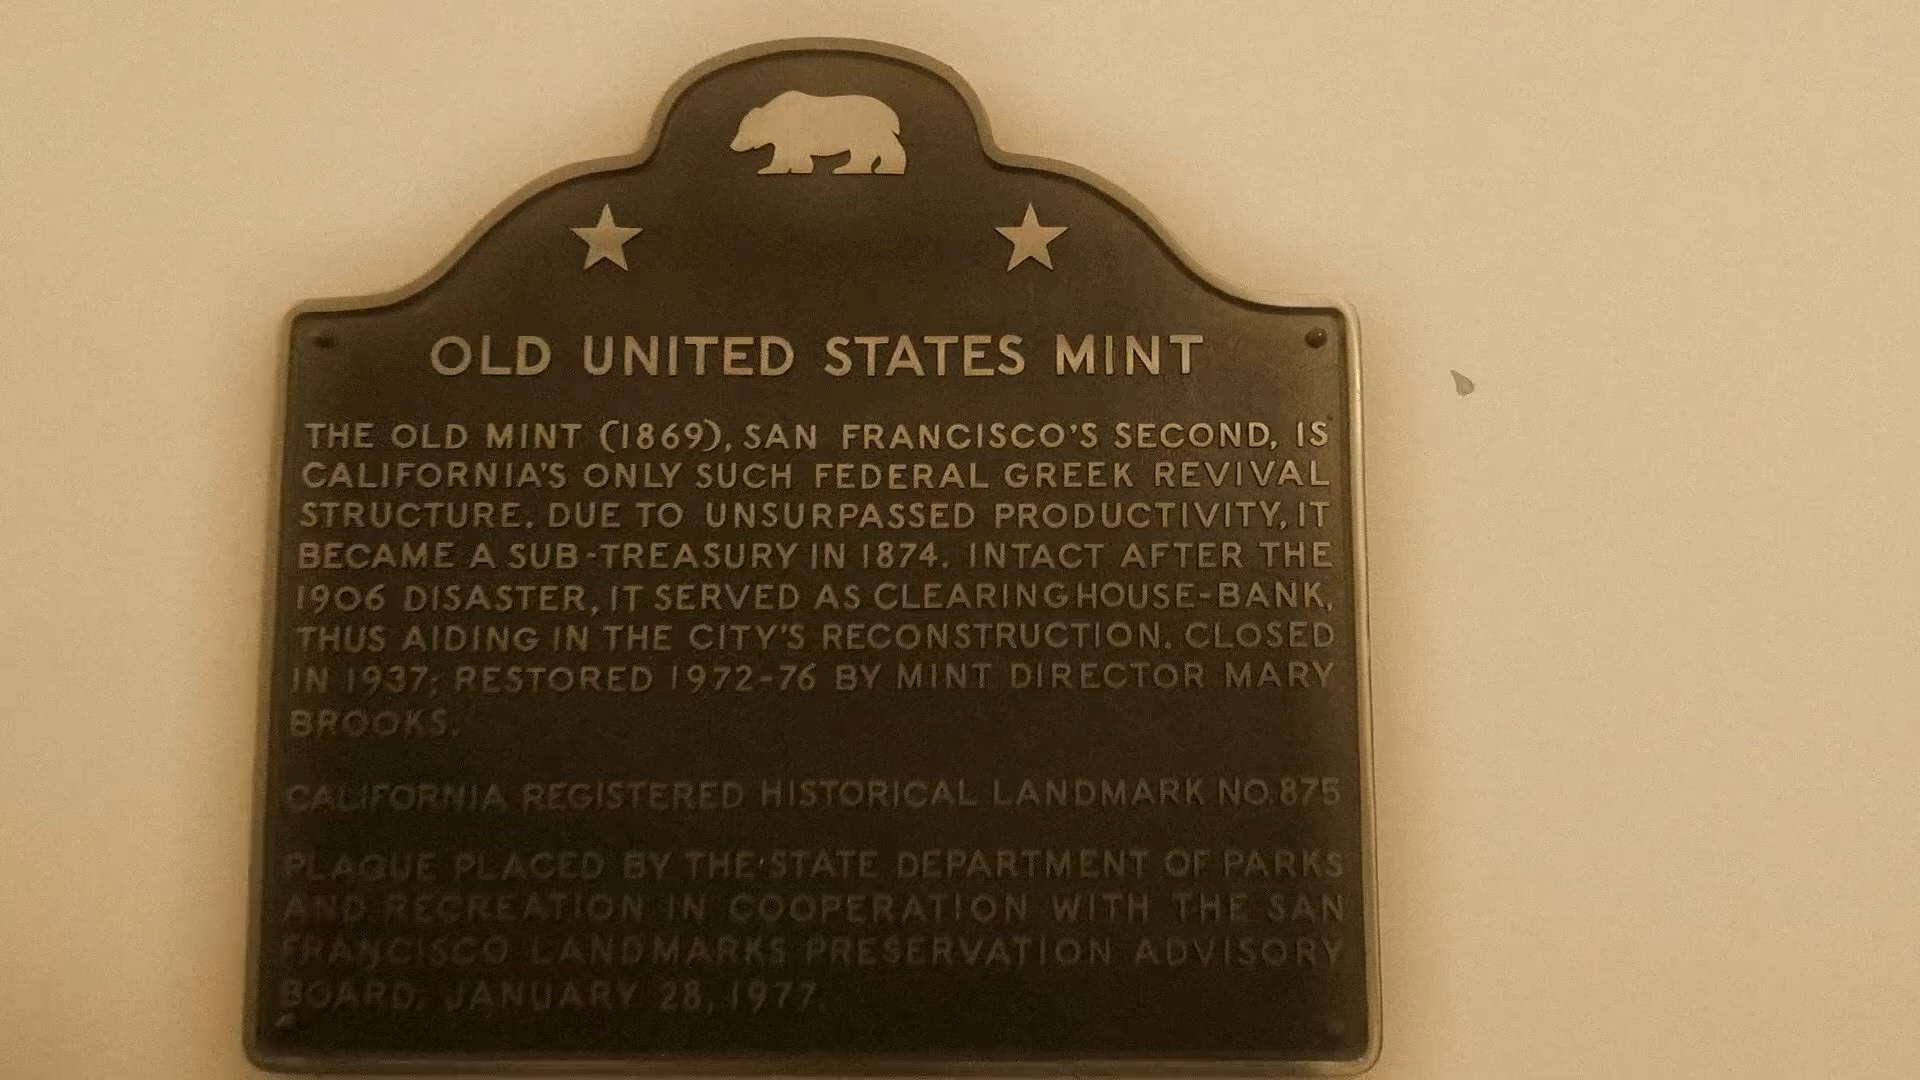 OLD UNITED STATES MINT
THE OLD MINT (1869), SAN FRANCISCO'S SECOND, IS
CALIFORNIA'S ONLY SUCH FEDERAL GREEK REVIVAL
STRUCTURE. DUE TO UNSURPASSED PRODUCTIVITY, IT
BECAME A SUB-TREASURY IN 1874. INTACT AFTER THE
1906 DISASTER, IT SERVED AS CLEARINGHOUSE-BANK,
THUS AIDING IN THE CITY'S RECONSTRUCTION. CLOSED
IN 1937; RESTORED 1972-76 BY MINT DIRECTOR MARY
BROOKS.
CALIFORNIA REGISTERED HISTORICAL LANDMARK NO. 875
PLAQUE PLACED BY THE STATE DEPARTMENT OF PARKS
AND RECREATION IN COOPERATION WITH THE SAN
FRANCISCO LANDMARKS PRESERVATION ADVISORY
BOARD. JANUARY 28, 1977.